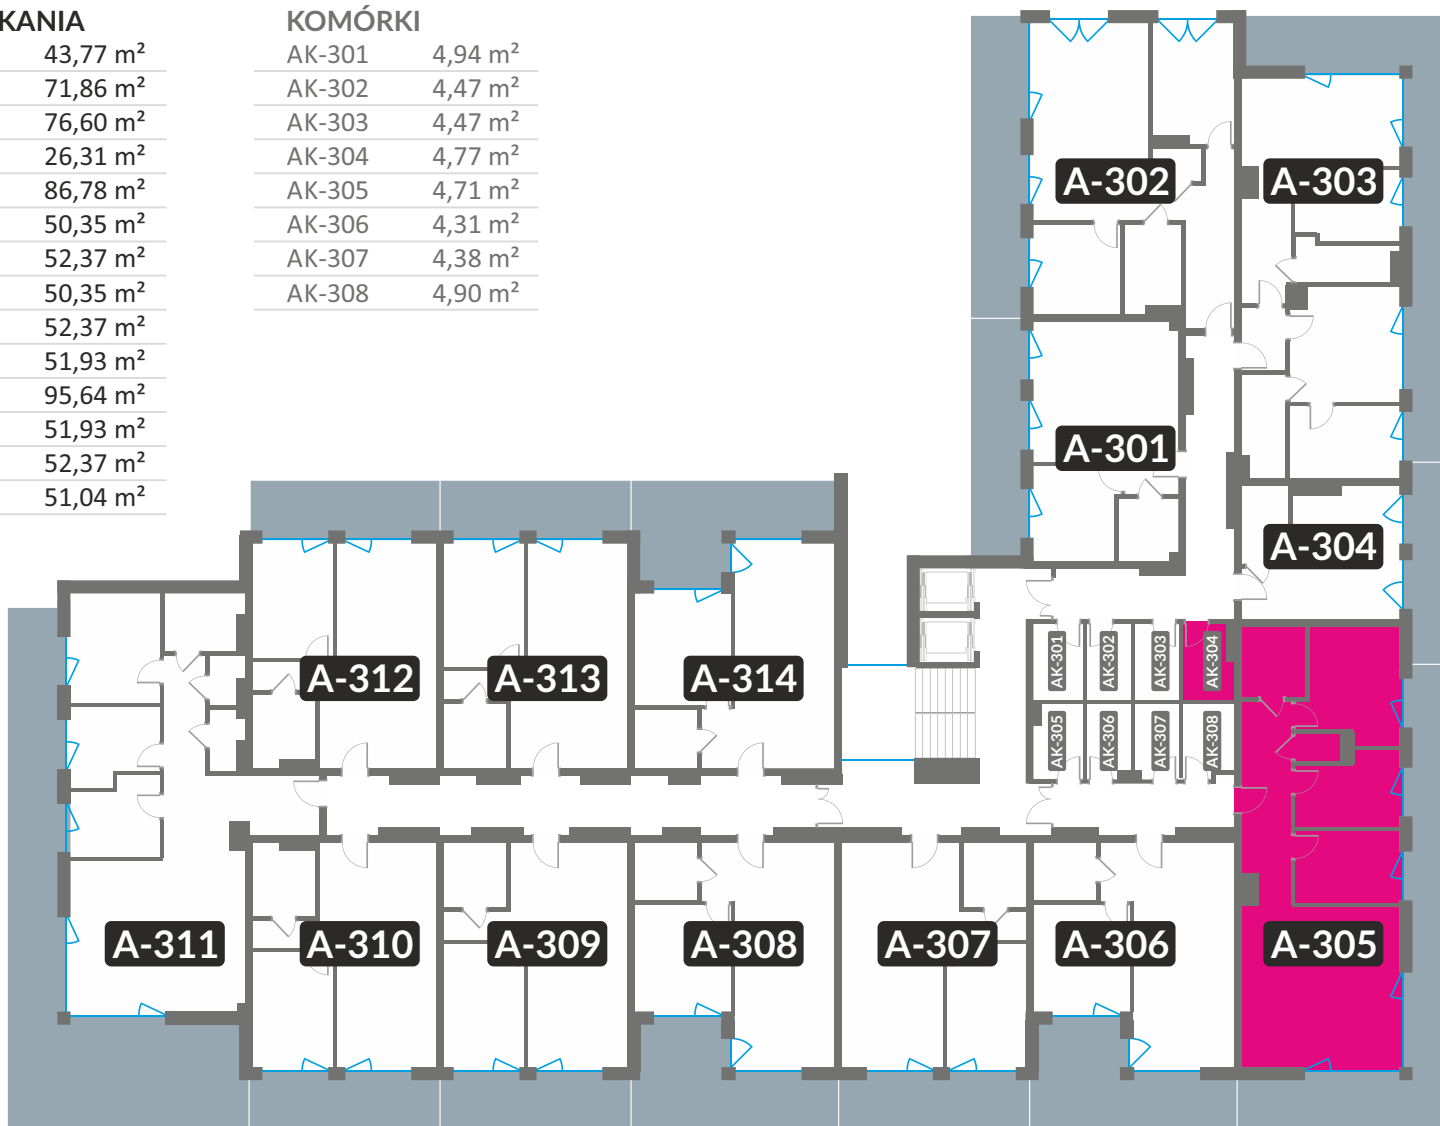 KANIA
43,77 m²
71,86 m²
76,60 m²
26,31 m²
86,78 m²
50,35 m²
52,37 m²
50,35 m²
52,37 m²
51,93 m²
95,64 m²
51,93 m²
52,37 m²
51,04 m²
KOMÓRKI
AK-301 4,94 m²
AK-302 4,47 m²
AK-303 4,47 m²
AK-304 4,77 m²
AK-305 4,71 m²
AK-306 4,31 m²
AK-307 4,38 m²
AK-308 4,90 m²
A-302
A-303
A-301
A-304
AK-301
AK-302
AK-303
AK-304
A-312
A-313
A-314
AK-305
AK-306
AK-307
AK-308
A-311
A-310
A-309
A-308
A-307
A-306
A-305